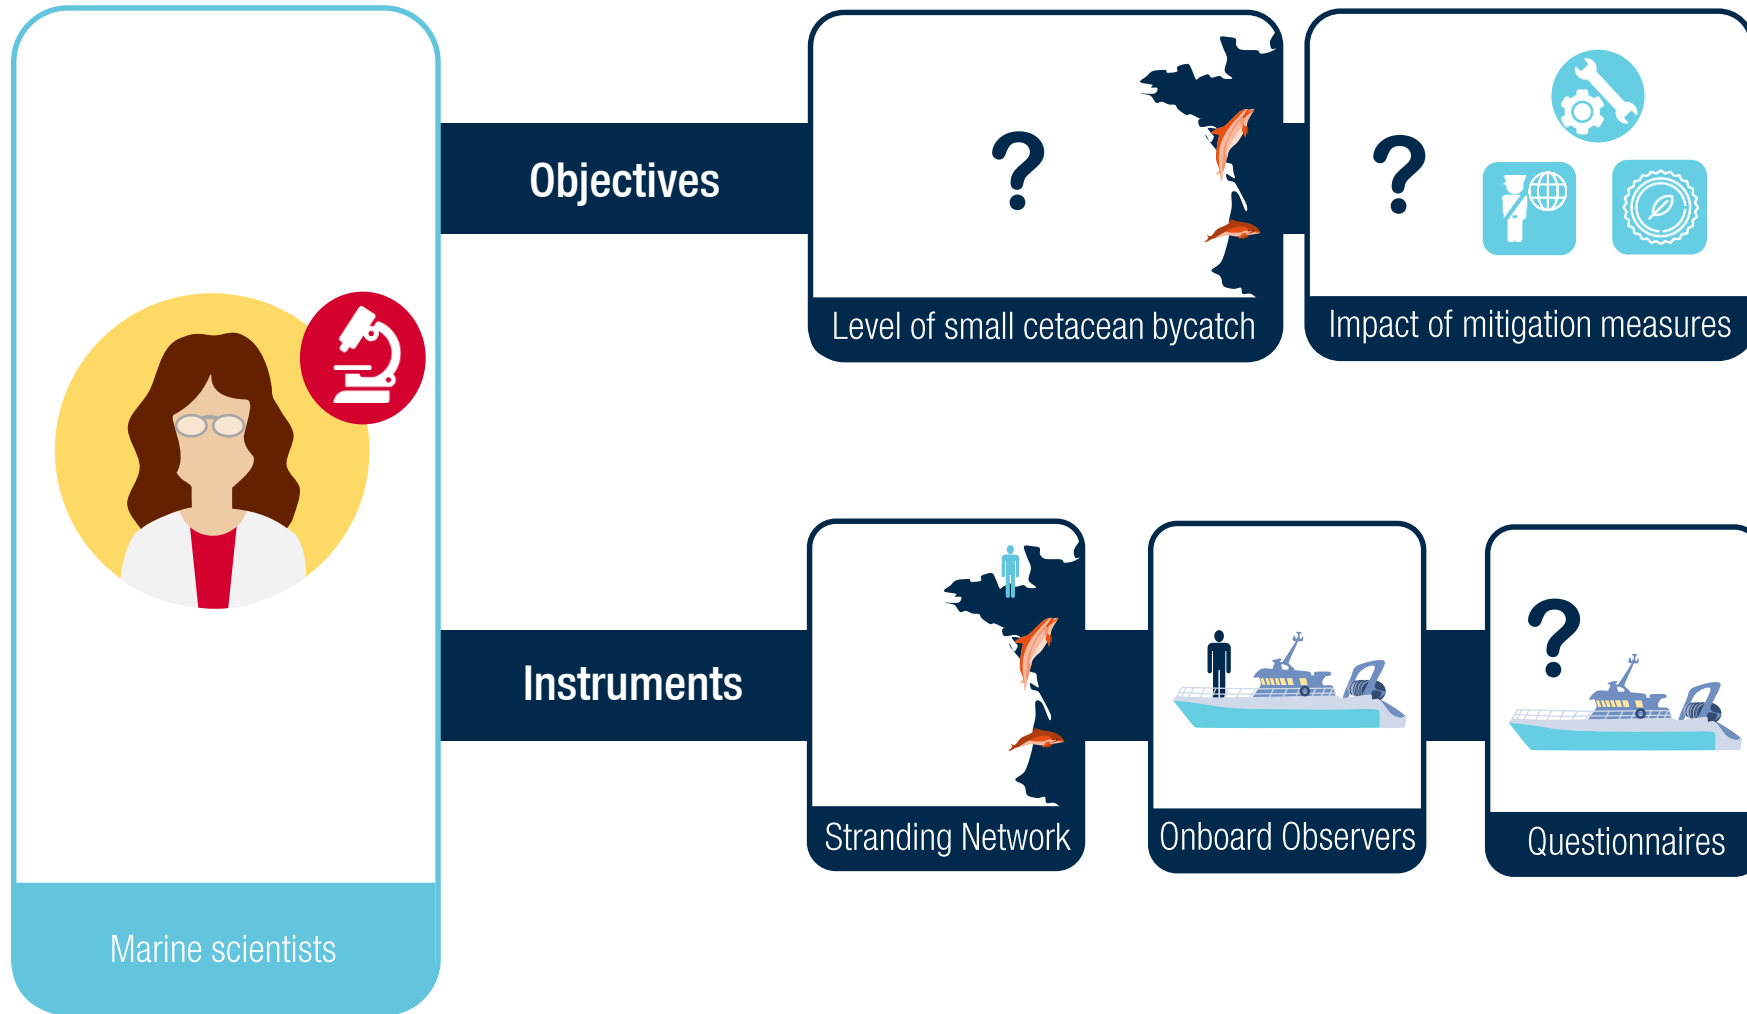 Objectives
?
?
Level of small cetacean bycatch
Impact of mitigation measures
Instruments
?
Stranding Network
Onboard Observers
Questionnaires
Marine scientists